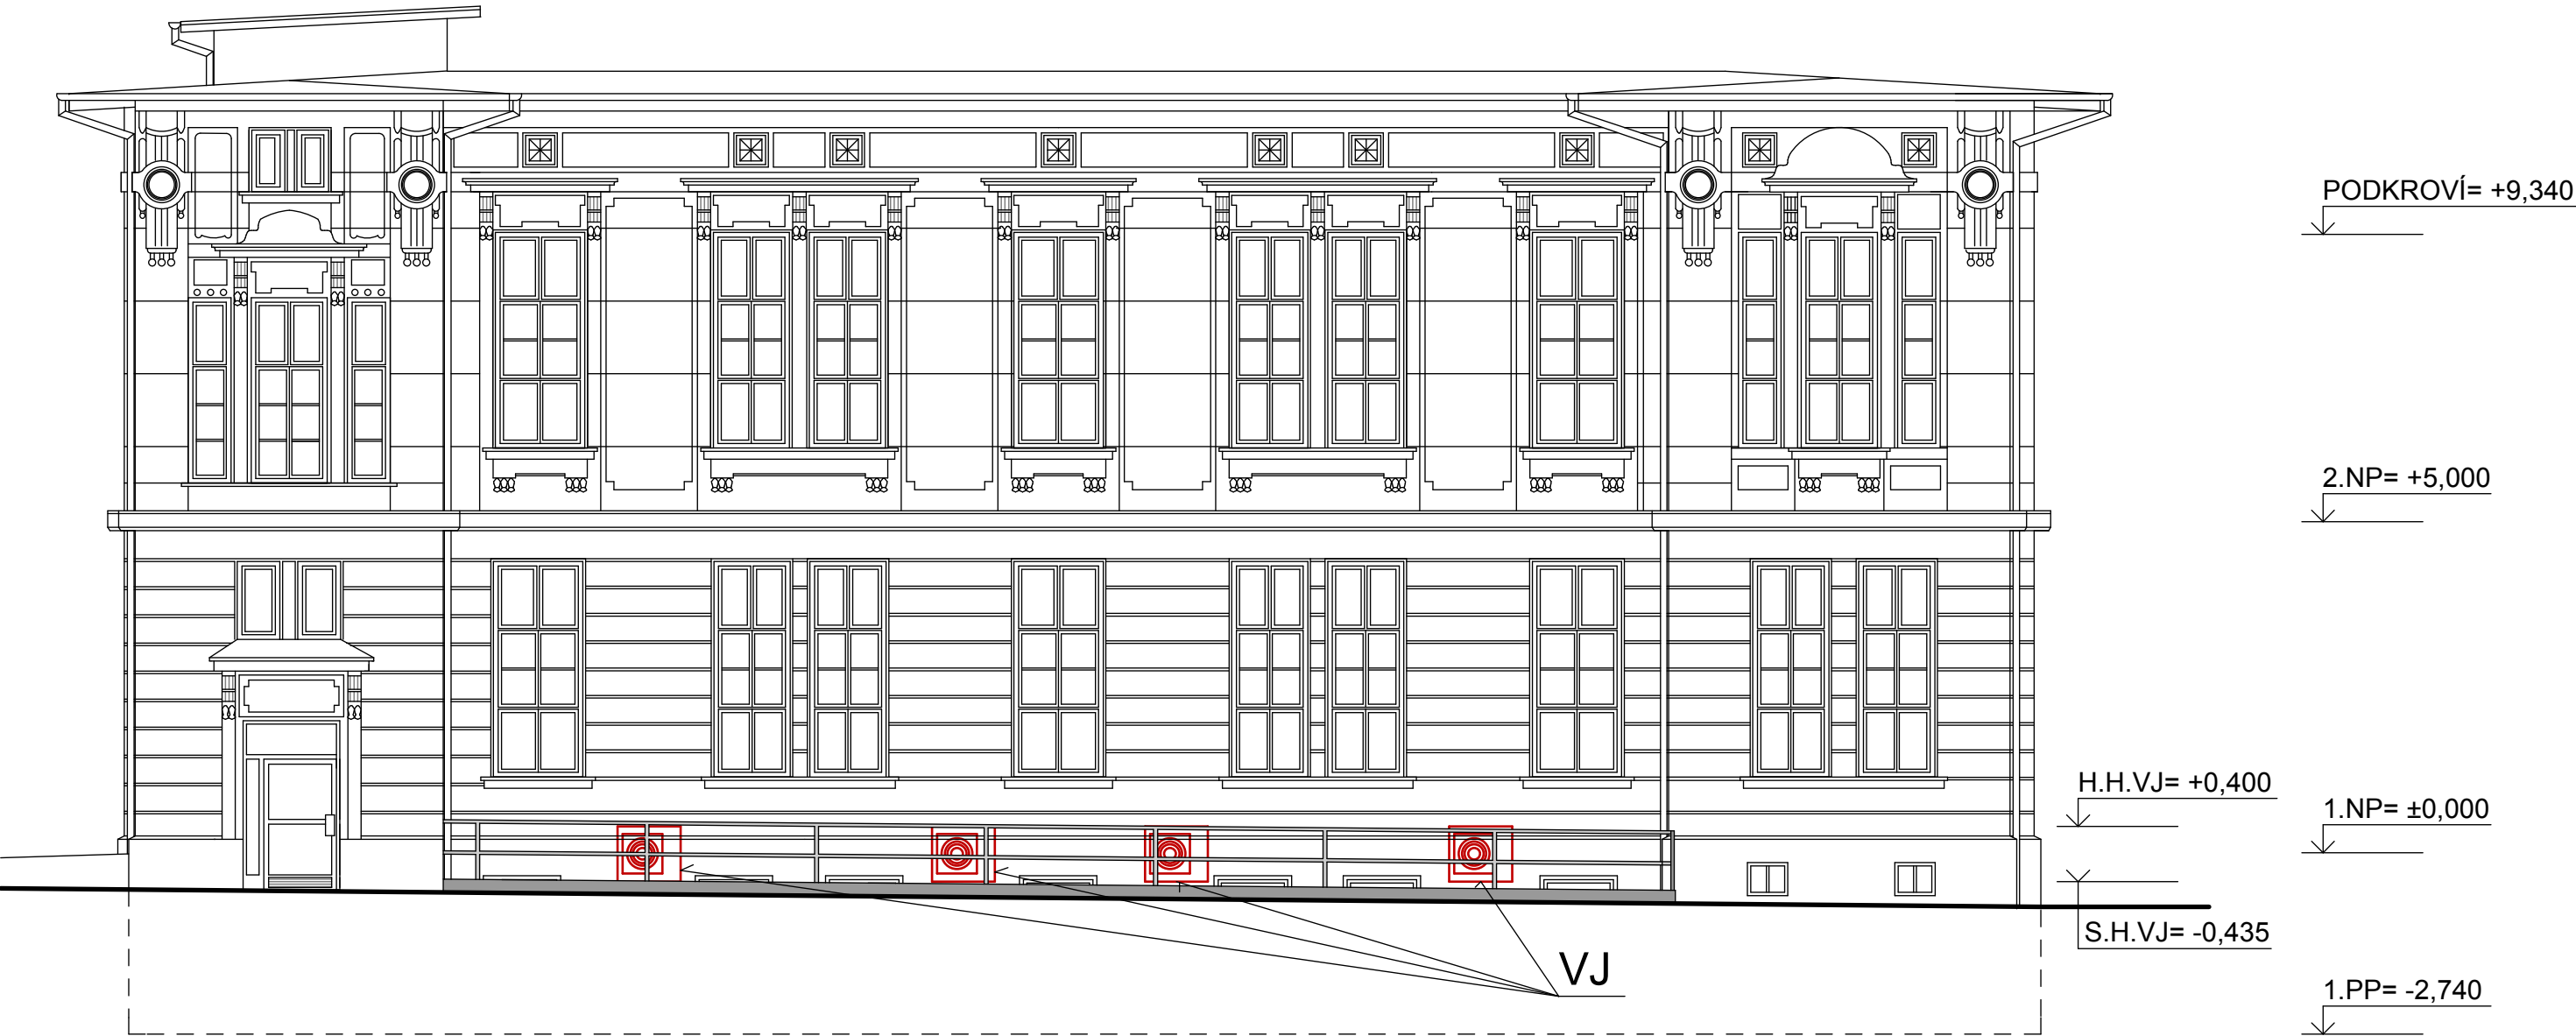 PODKROVÍ= +9,340
2.NP= +5,000
H.H.VJ= +0,400
1.NP= ±0,000
S.H.VJ= -0,435
VJ
1.PP= -2,740